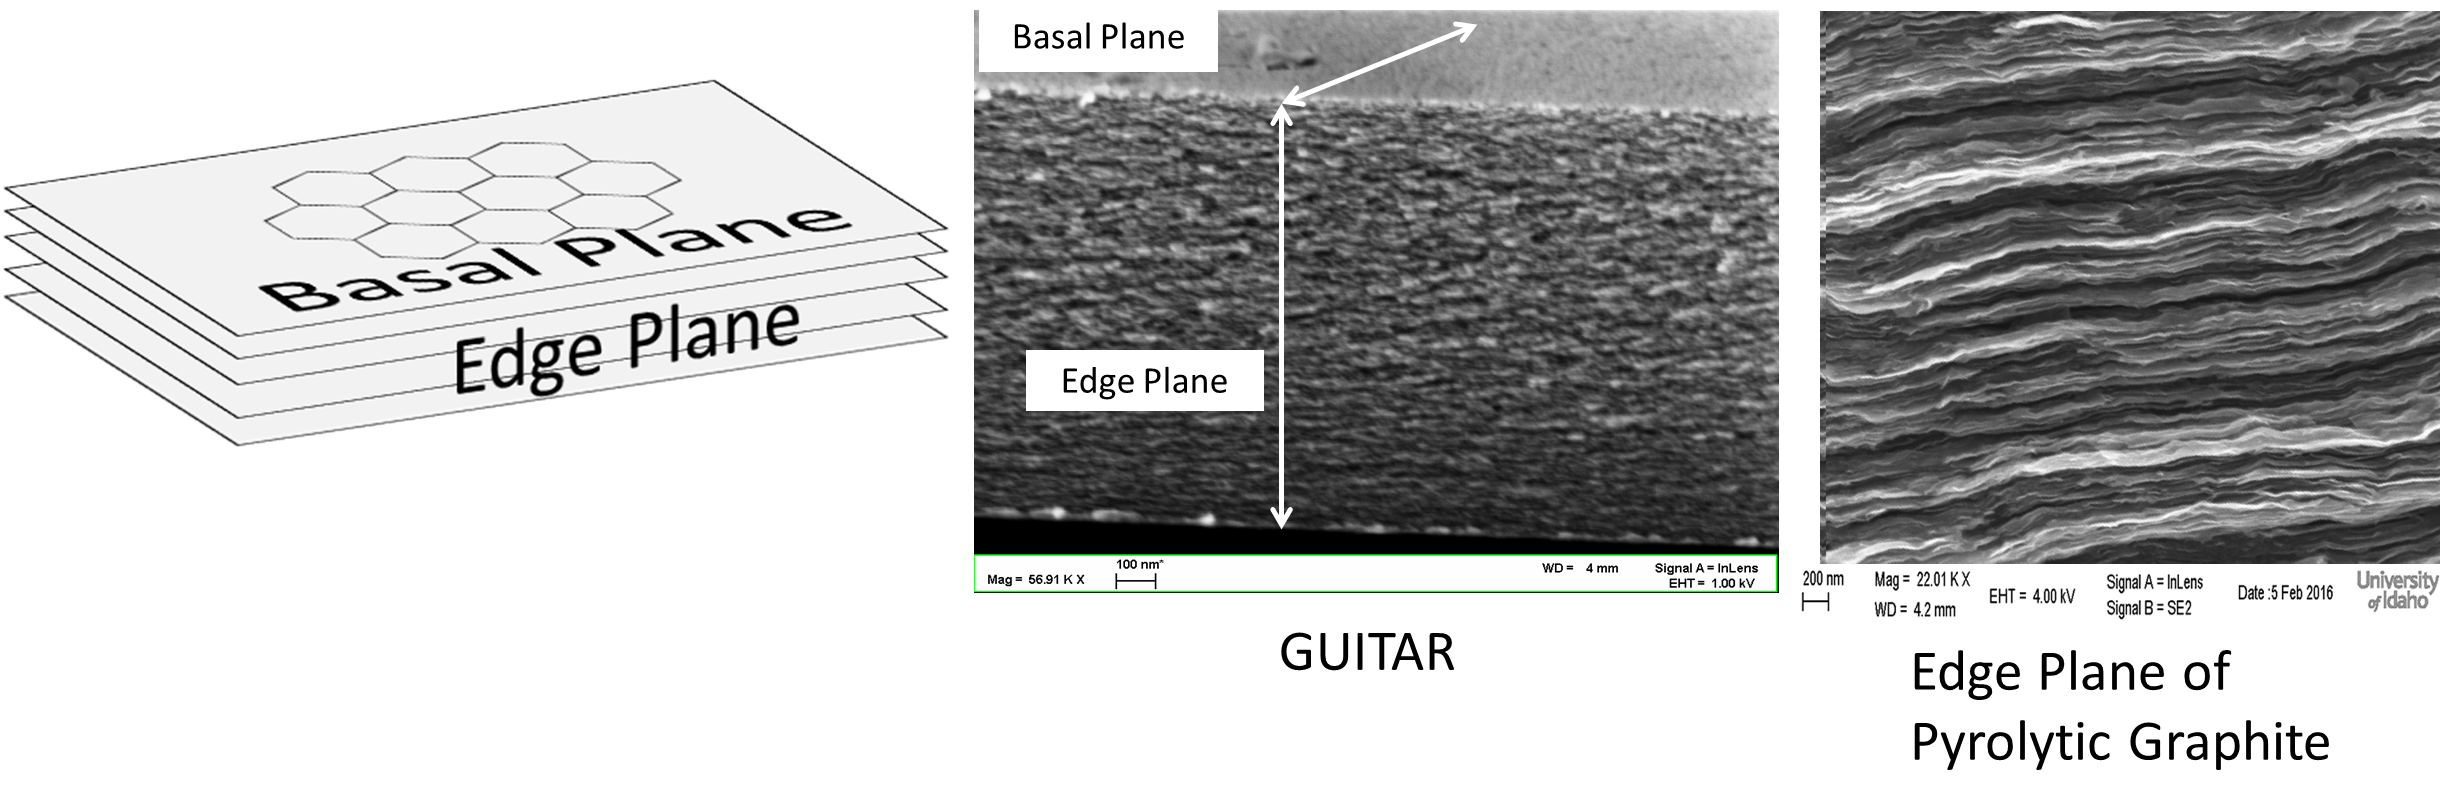 Basal Plane
Edge Plane
Basal Plane
Edge Plane
Mag = 56.91 K X
100 nm*
WD = 4 mm
Signal A = InLens
EHT = 1.00 kV
GUITAR
200 nm
Mag = 22.01 K X
WD = 4.2 mm
EHT = 4.00 kV
Signal A = InLens
Signal B = SE2
Date :5 Feb 2016
University
of Idaho
Edge Plane of
Pyrolytic Graphite